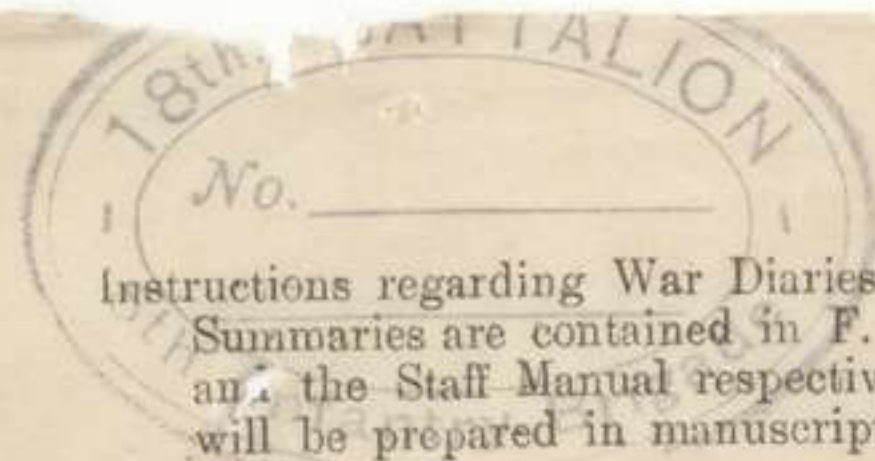 18th. BATTALION
No.
Instructions regarding War Diaries
Summaries are contained in F.
and the Staff Manual respectiv
will be prepared in manuscrip